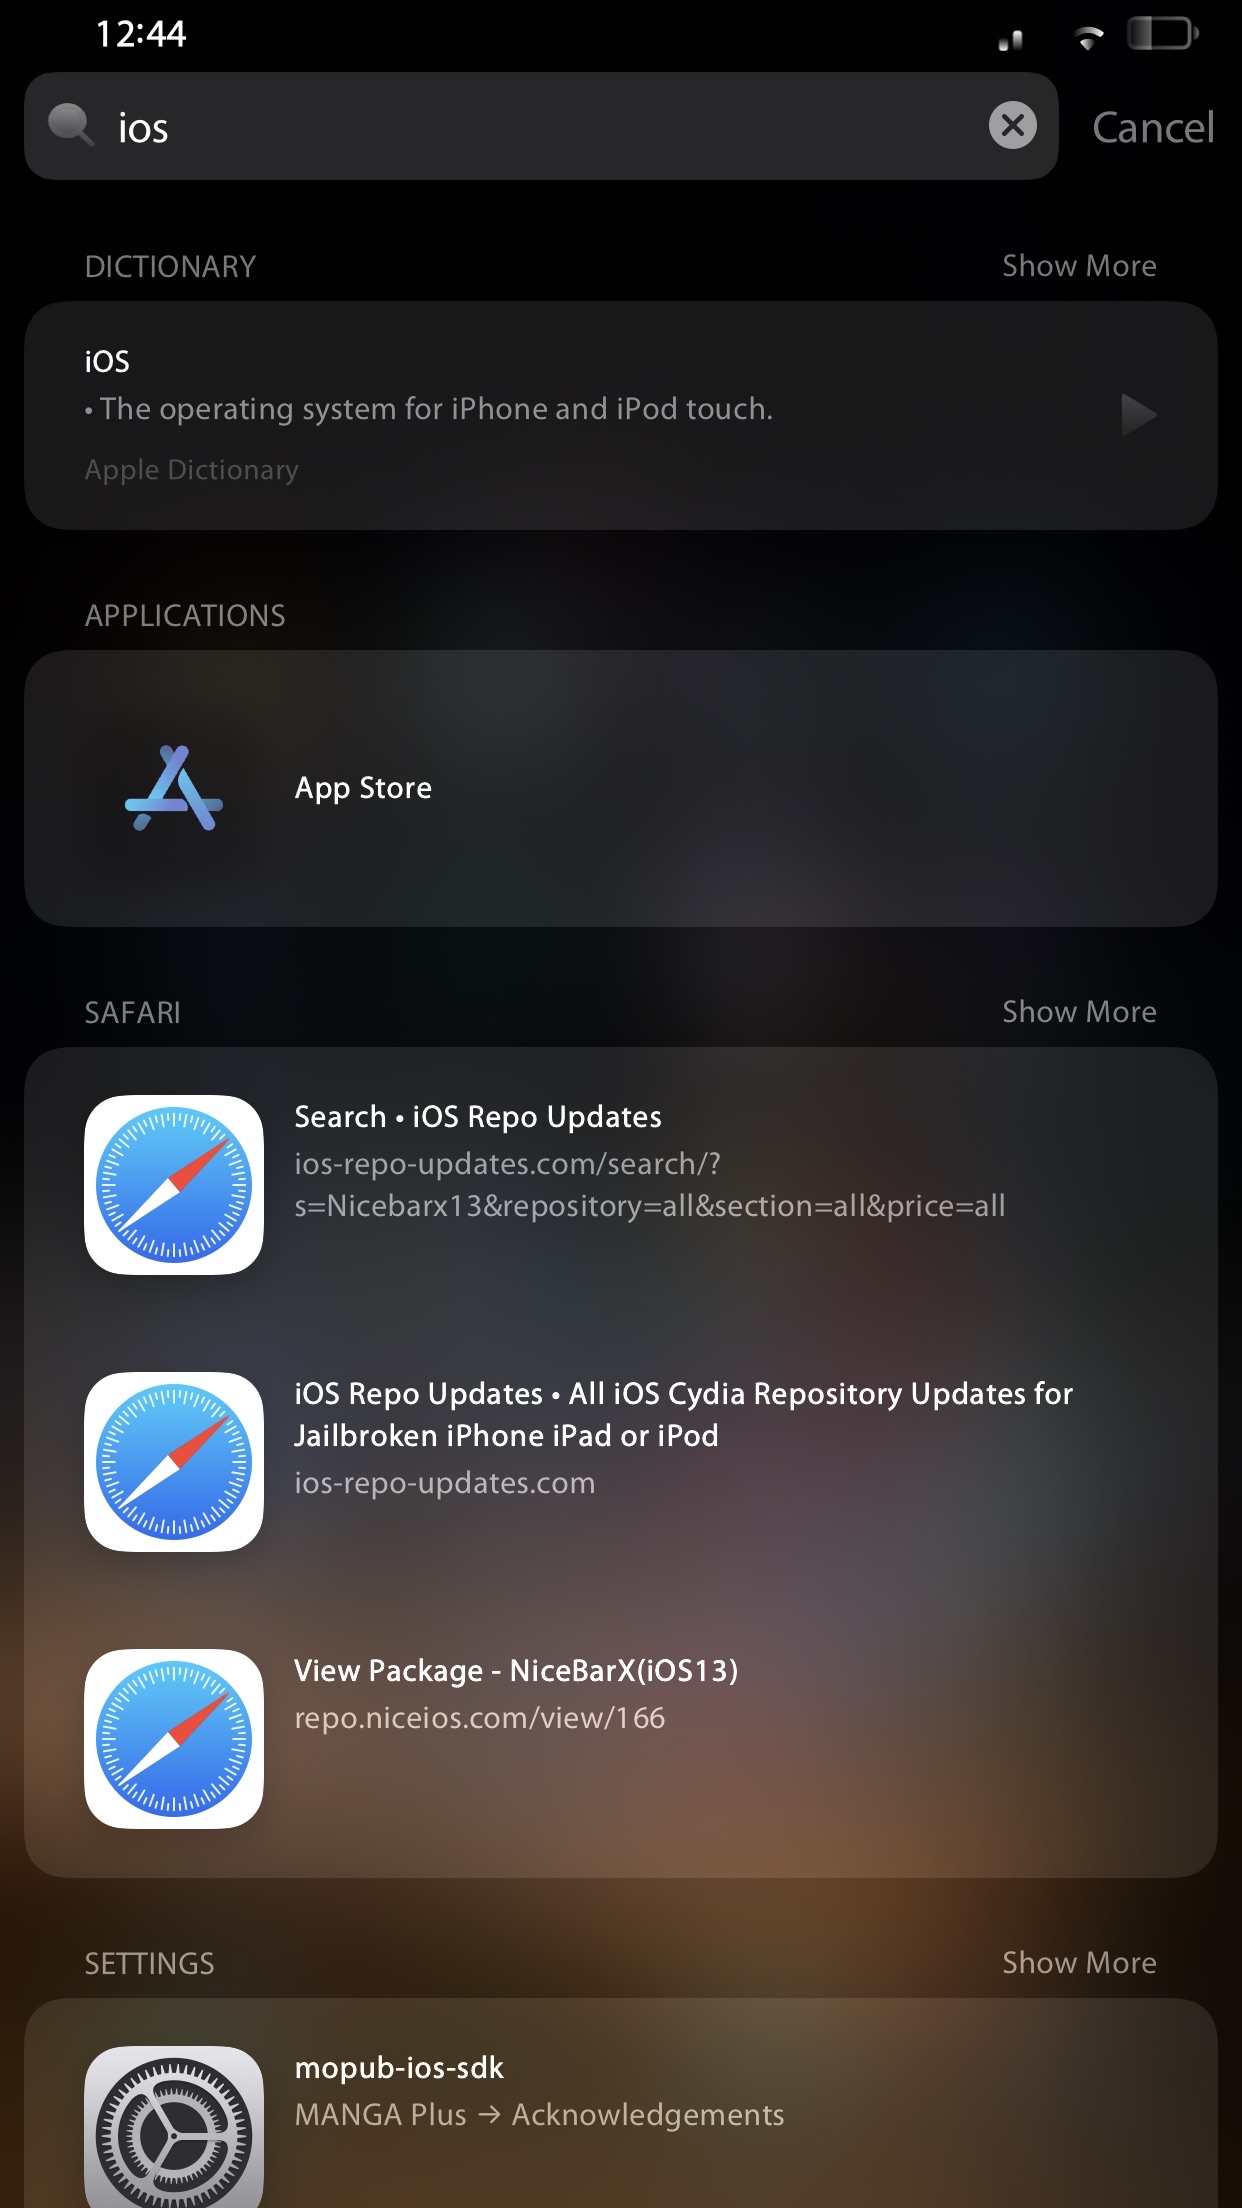 12:44
ios
Cancel
DICTIONARY
Show More
iOS
• The operating system for iPhone and iPod touch.
Apple Dictionary
APPLICATIONS
App Store
SAFARI
Show More
Search • iOS Repo Updates
ios-repo-updates.com/search/?
s=Nicebarx13&repository=all&section=all&price=all
iOS Repo Updates • All iOS Cydia Repository Updates for
Jailbroken iPhone iPad or iPod
ios-repo-updates.com
View Package - NiceBarX(iOS13)
repo.niceios.com/view/166
SETTINGS
Show More
mopub-ios-sdk
MANGA Plus → Acknowledgements